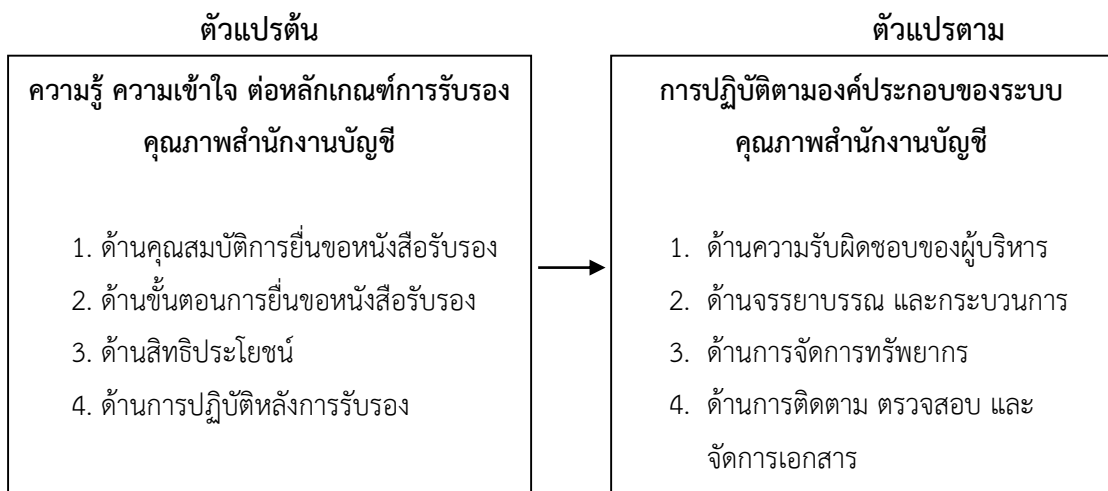 ตัวแปรต้น
ความรู้ ความเข้าใจ ต่อหลักเกณฑ์การรับรอง
คุณภาพสำนักงานบัญชี
1. ด้านคุณสมบัติการยื่นขอหนังสือรับรอง
2. ด้านขั้นตอนการยื่นขอหนังสือรับรอง
3. ด้านสิทธิประโยชน์
4. ด้านการปฏิบัติหลังการรับรอง
ตัวแปรตาม
การปฏิบัติตามองค์ประกอบของระบบ
คุณภาพสำนักงานบัญชี
1. ด้านความรับผิดชอบของผู้บริหาร
2. ด้านจรรยาบรรณ และกระบวนการ
3. ด้านการจัดการทรัพยากร
4. ด้านการติดตาม ตรวจสอบ และ
จัดการเอกสาร